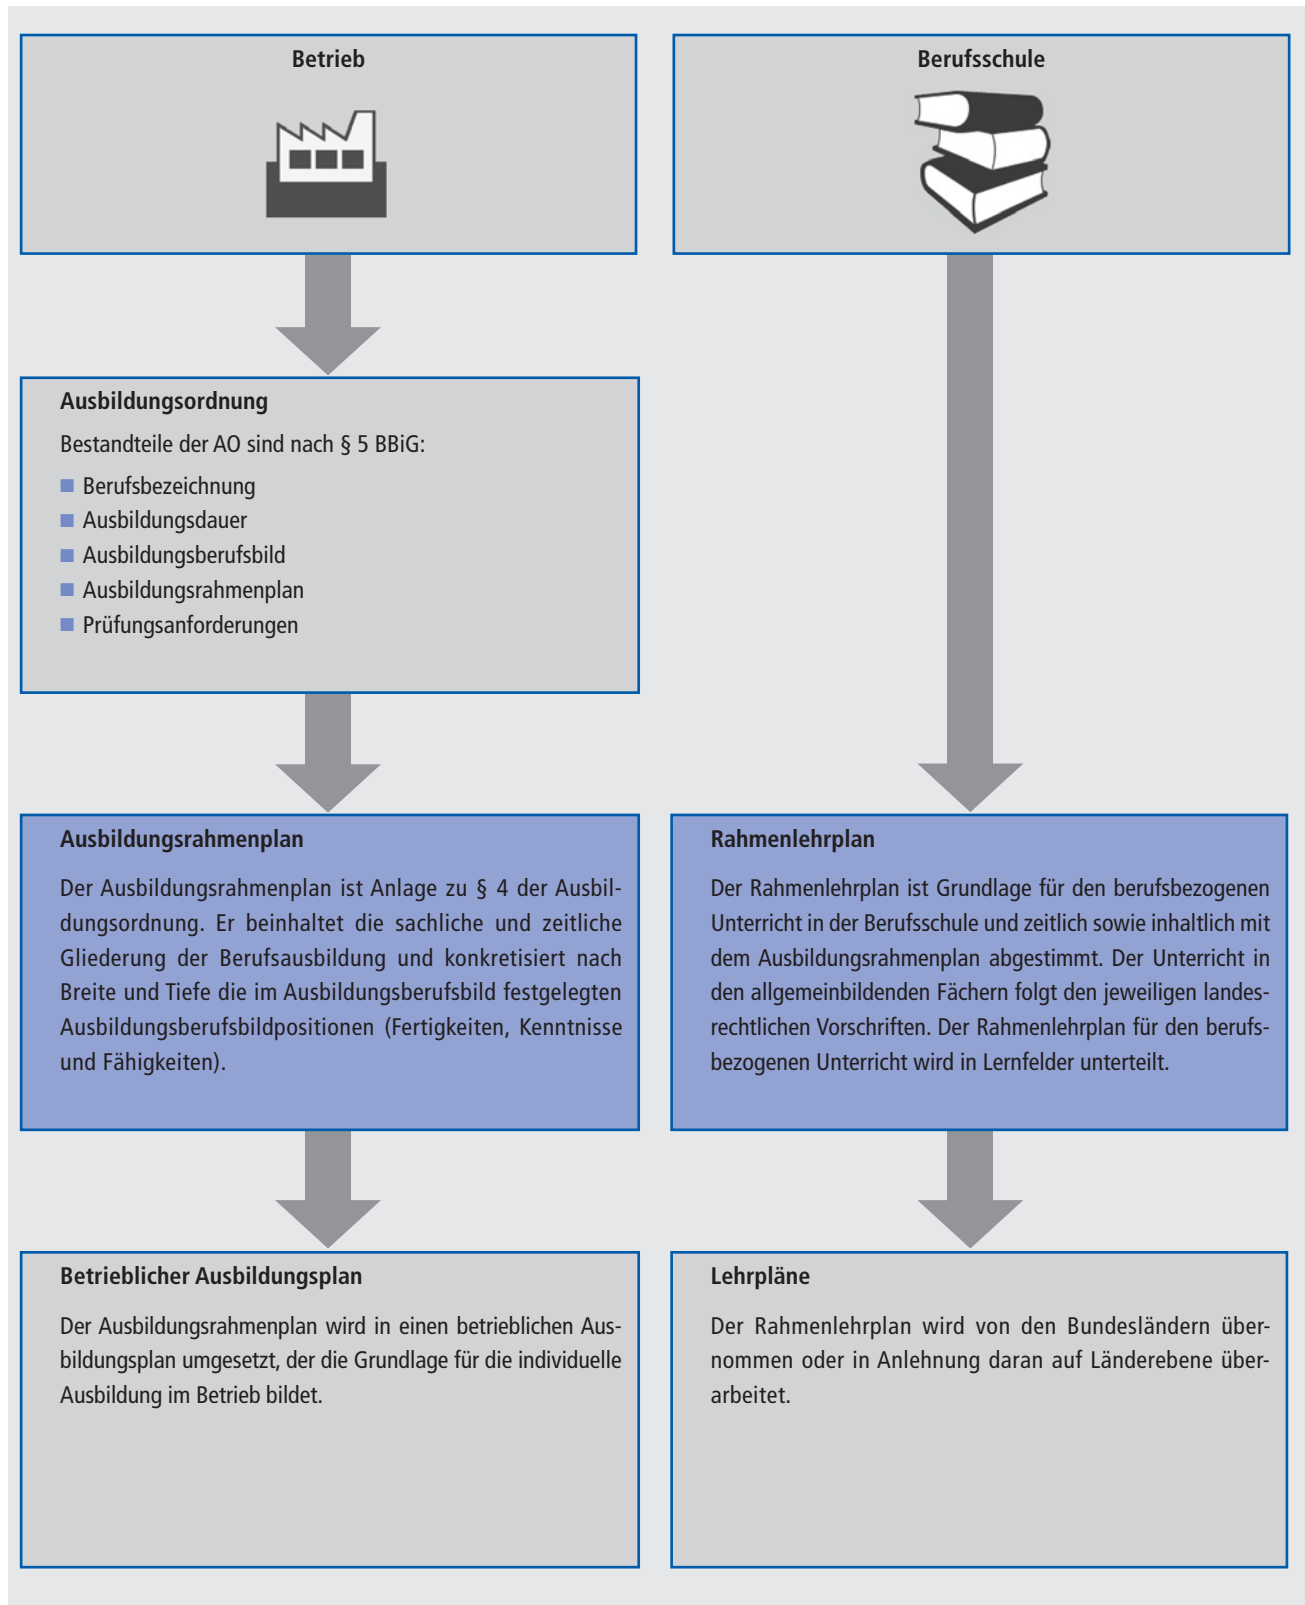 Betrieb
Berufsschule
Ausbildungsordnung
Bestandteile der AO sind nach § 5 BBiG:
Berufsbezeichnung
Ausbildungsdauer
Ausbildungsberufsbild
Ausbildungsrahmenplan
Prüfungsanforderungen
Ausbildungsrahmenplan
Der Ausbildungsrahmenplan ist Anlage zu § 4 der Ausbil-
dungsordnung. Er beinhaltet die sachliche und zeitliche
Gliederung der Berufsausbildung und konkretisiert nach
Breite und Tiefe die im Ausbildungsberufsbild festgelegten
Ausbildungsberufsbildpositionen (Fertigkeiten, Kenntnisse
und Fähigkeiten).
Rahmenlehrplan
Der Rahmenlehrplan ist Grundlage für den berufsbezogenen
Unterricht in der Berufsschule und zeitlich sowie inhaltlich mit
dem Ausbildungsrahmenplan abgestimmt. Der Unterricht in
den allgemeinbildenden Fächern folgt den jeweiligen landes-
rechtlichen Vorschriften. Der Rahmenlehrplan für den berufs-
bezogenen Unterricht wird in Lernfelder unterteilt.
Betrieblicher Ausbildungsplan
Der Ausbildungsrahmenplan wird in einen betrieblichen Aus-
bildungsplan umgesetzt, der die Grundlage für die individuelle
Ausbildung im Betrieb bildet.
Lehrpläne
Der Rahmenlehrplan wird von den Bundesländern über-
nommen oder in Anlehnung daran auf Länderebene über-
arbeitet.